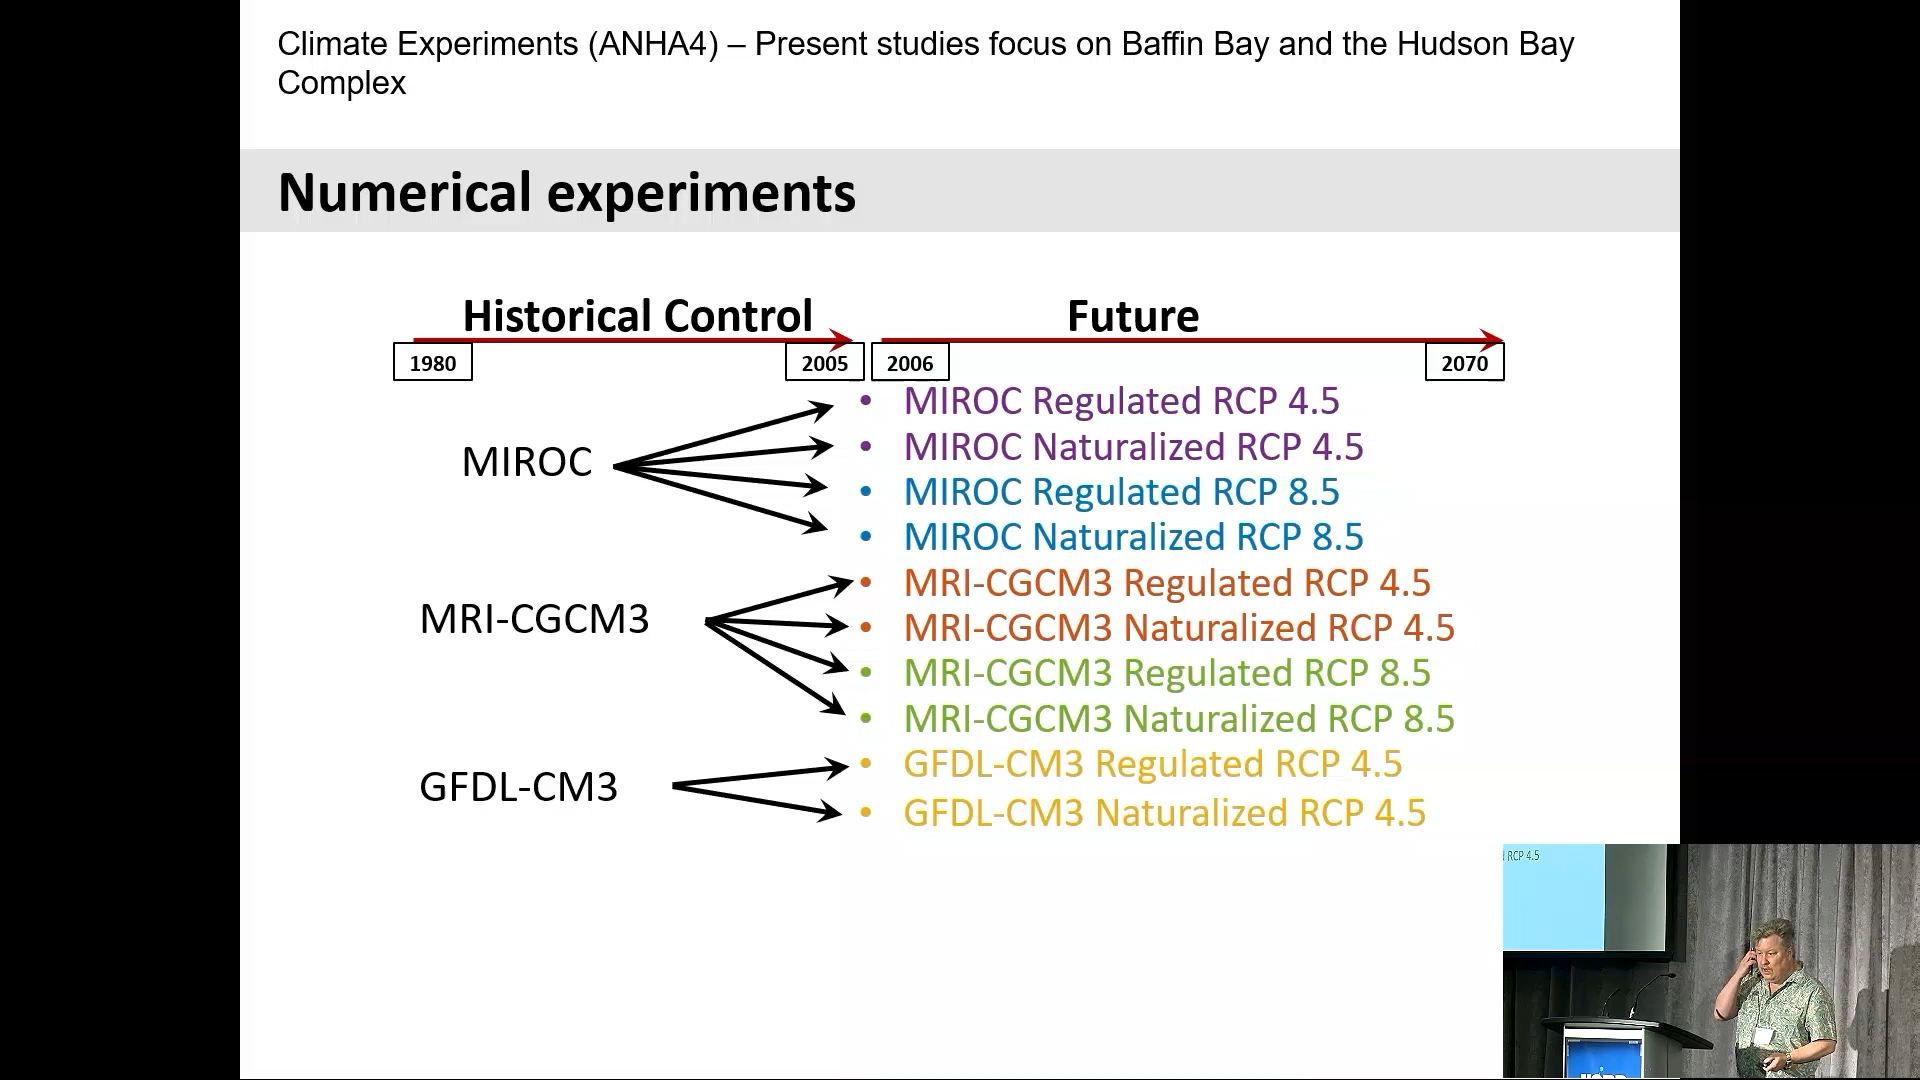 Climate Experiments (ANHA4) – Present studies focus on Baffin Bay and the Hudson Bay
Complex
Numerical experiments
Historical Control
Future
1980
2005
2006
2070
MIROC
• MIROC Regulated RCP 4.5
• MIROC Naturalized RCP 4.5
• MIROC Regulated RCP 8.5
• MIROC Naturalized RCP 8.5
MRI-CGCM3
• MRI-CGCM3 Regulated RCP 4.5
• MRI-CGCM3 Naturalized RCP 4.5
• MRI-CGCM3 Regulated RCP 8.5
• MRI-CGCM3 Naturalized RCP 8.5
GFDL-CM3
• GFDL-CM3 Regulated RCP 4.5
• GFDL-CM3 Naturalized RCP 4.5
RCP 4.5